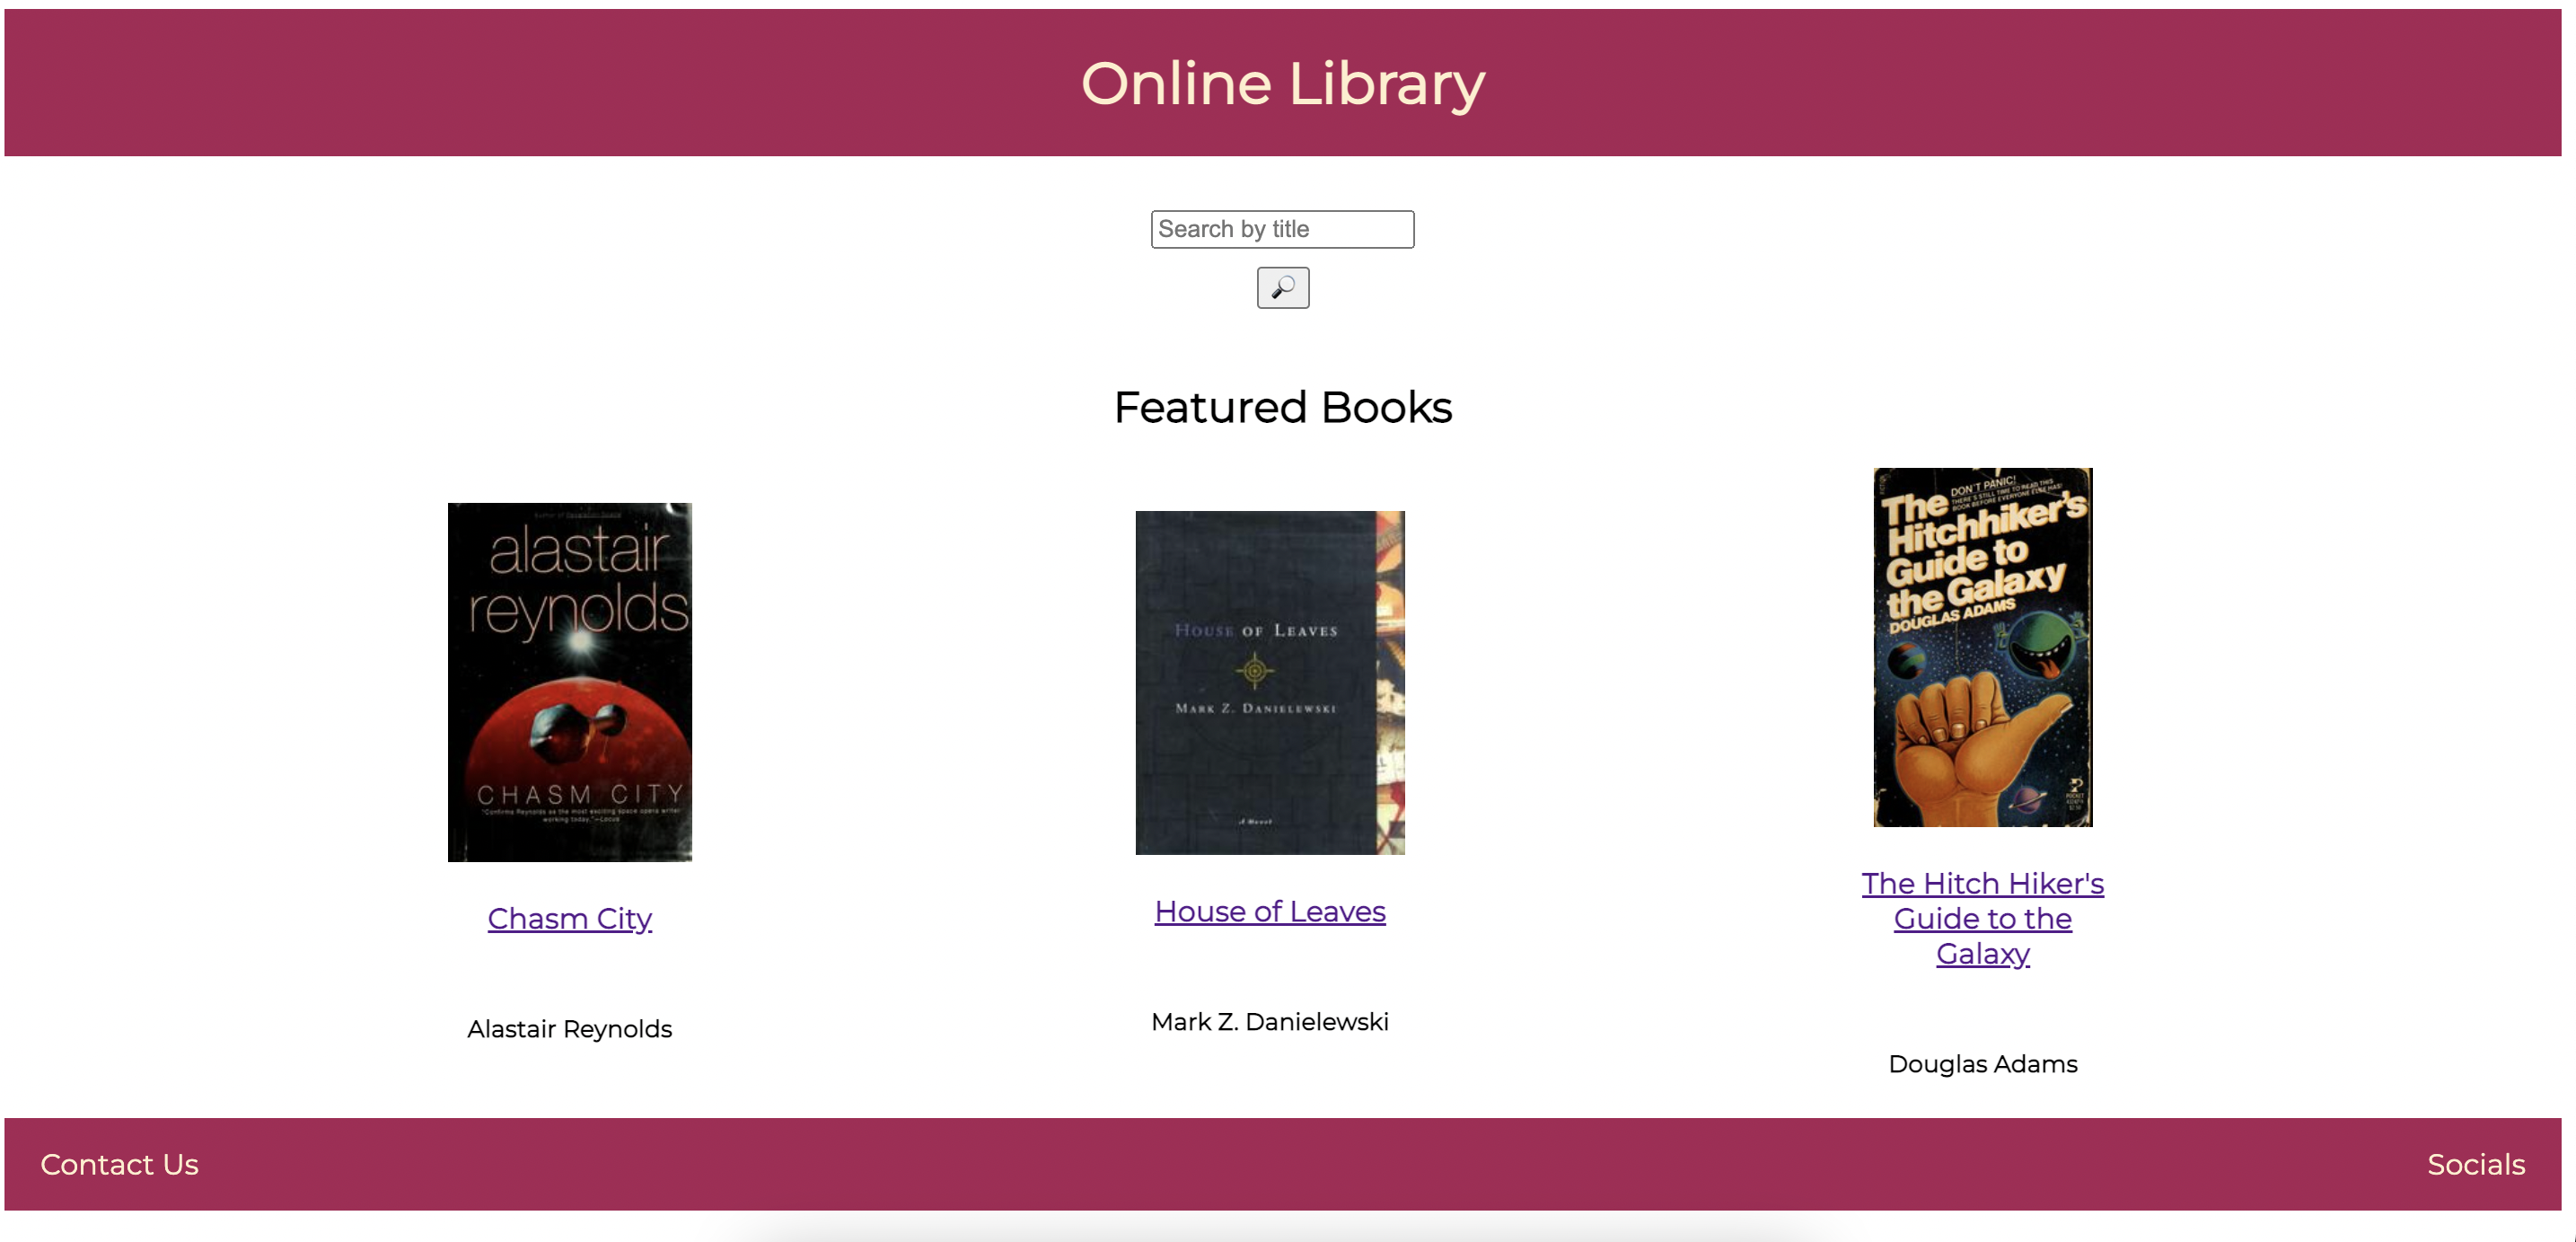 Online Library
Search by title
Featured Books
alastair
reynolds
CHASM CITY
"Confirms Reynolds as the most exciting space opera writer
working today."—Locus
HOUSE OF LEAVES
MARK Z. DANIELEWSKI
A Novel
DON'T PANIC!
THERE'S STILL TIME TO READ THIS
BOOK BEFORE EVERYONE ELSE HAS!
The
Hitchhiker's
Guide to
the Galaxy
DOUGLAS ADAMS
POCKET
Chasm City
House of Leaves
The Hitch Hiker's
Guide to the
Galaxy
Alastair Reynolds
Mark Z. Danielewski
Douglas Adams
Contact Us
Socials